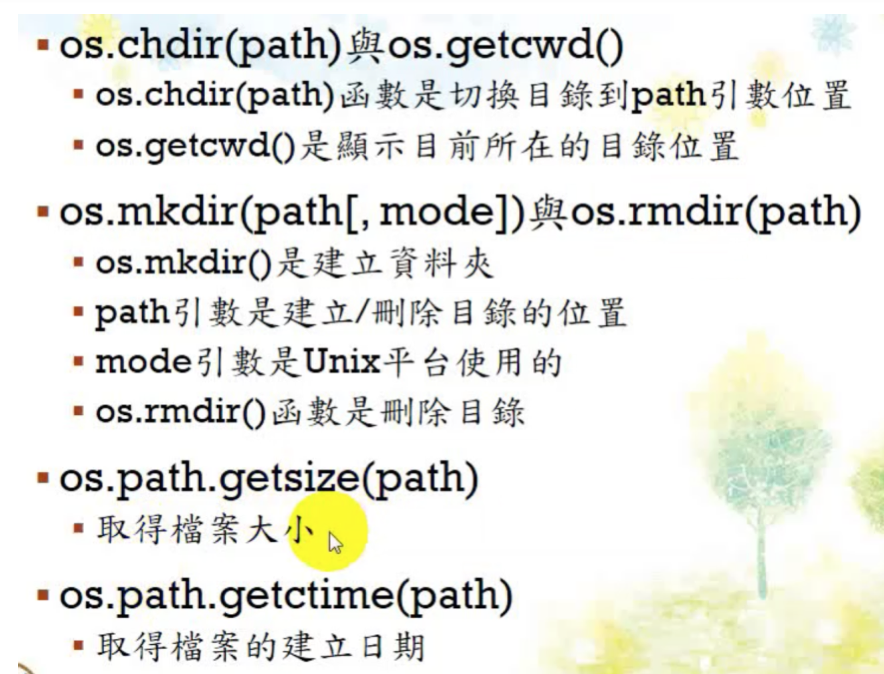 os.chdir(path)與os.getcwd()
os.chdir(path)函數是切換目錄到path引數位置
os.getcwd()是顯示目前所在的目錄位置
os.mkdir(path[, mode])與os.rmdir(path)
os.mkdir()是建立資料夾
path引數是建立/刪除目錄的位置
mode引數是Unix平台使用的
os.rmdir()函數是刪除目錄
os.path.getsize(path)
取得檔案大小
os.path.getctime(path)
取得檔案的建立日期